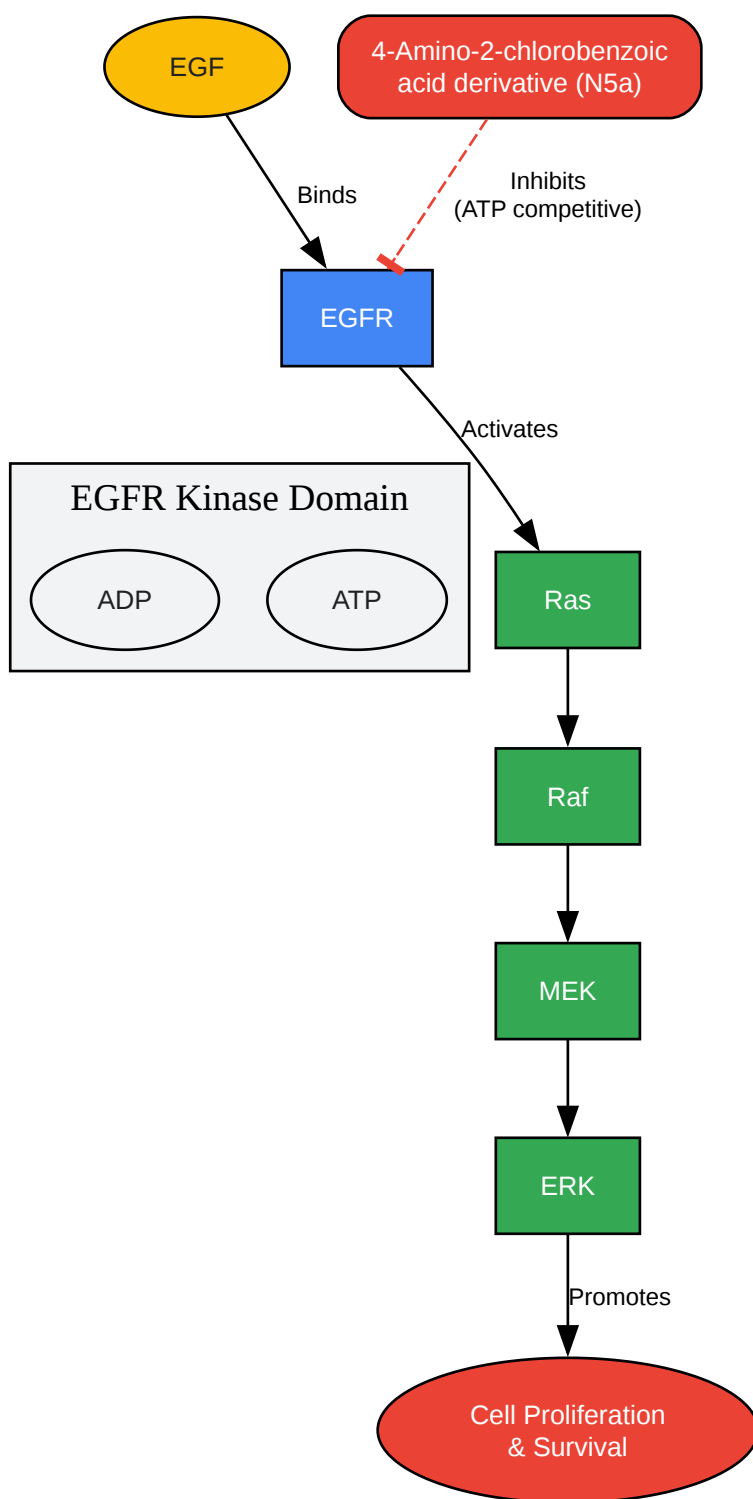 EGF
4-Amino-2-chlorobenzoic
acid derivative (N5a)
Binds
Inhibits
(ATP competitive)
EGFR
Activates
EGFR Kinase Domain
ADP
ATP
Ras
Raf
MEK
ERK
Promotes
Cell Proliferation
& Survival